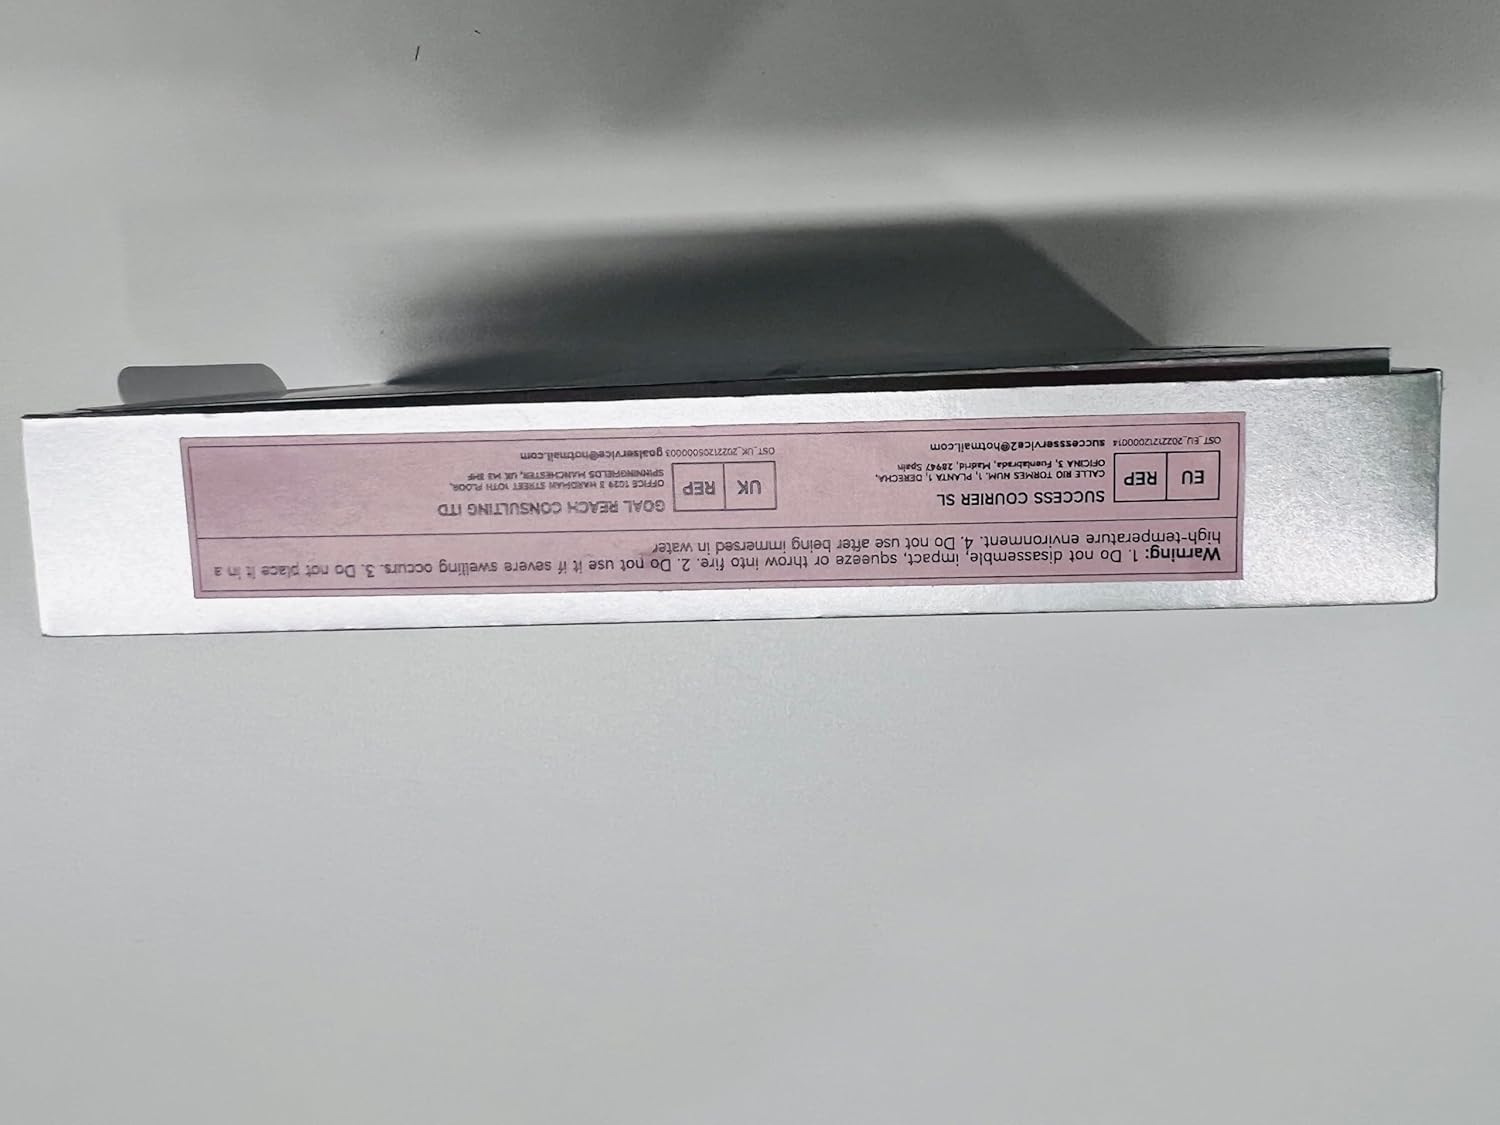 Warning: 1. Do not disassemble, impact, squeeze or throw into fire. 2. Do not use it if severe swelling occurs. 3. Do not place it in a
high-temperature environment. 4. Do not use after being immersed in water
EU REP
SUCCESS COURIER SL
CALLE RIO TORMES NUM. 1, PLANTA 1, DERECHA,
OFICINA 3, Fuenlabrada, Madrid, 28947 Spain
OST_EU_20221212000014 successservice2@hotmail.com
UK REP
GOAL REACH CONSULTING LTD
OFFICE 1029 3 HARDMAN STREET 10TH FLOOR,
SPINNINGFIELDS MANCHESTER, UK M3 3HF
OST_UK_20221205000003 goalservice@hotmail.com